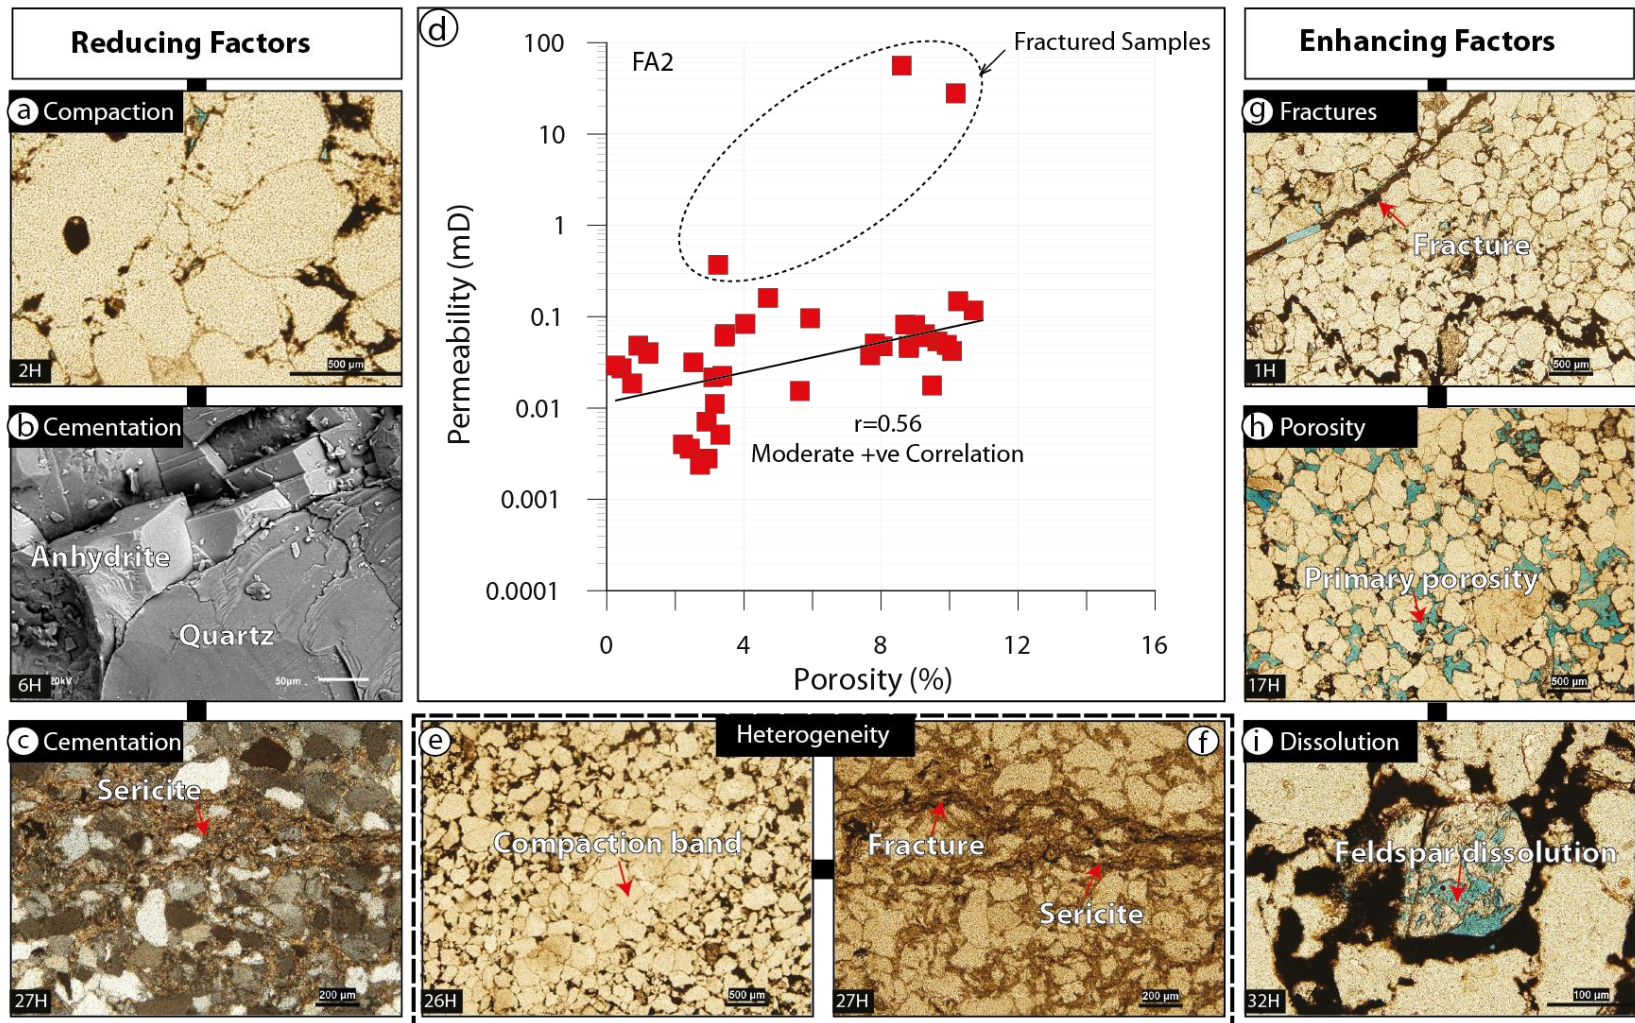 Reducing Factors
a Compaction
2H
500 µm
b Cementation
Anhydrite
Quartz
6H
20kV
50µm
c Cementation
Sericite
27H
200 µm
d
FA2
Fractured Samples
100
10
1
0.1
0.01
0.001
0.0001
Permeability (mD)
r=0.56
Moderate +ve Correlation
0
4
8
12
16
Porosity (%)
Heterogeneity
e
Compaction band
26H
500 µm
f
Fracture
Sericite
27H
200 µm
Enhancing Factors
g Fractures
Fracture
1H
500 µm
h Porosity
Primary porosity
17H
500 µm
i Dissolution
Feldspar dissolution
32H
100 µm